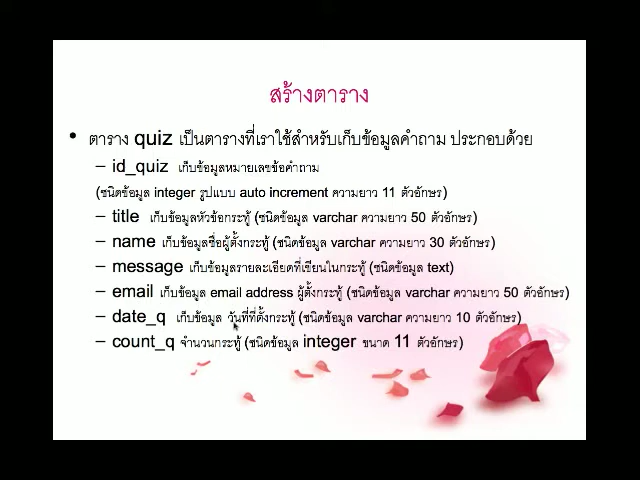 สร้างตาราง
• ตาราง quiz เป็นตารางที่เราใช้สำหรับเก็บข้อมูลคำถาม ประกอบด้วย
– id_quiz เก็บข้อมูลหมายเลขข้อคำถาม
(ชนิดข้อมูล integer รูปแบบ auto increment ความยาว 11 ตัวอักษร)
– title เก็บข้อมูลหัวข้อกระทู้ (ชนิดข้อมูล varchar ความยาว 50 ตัวอักษร)
– name เก็บข้อมูลชื่อผู้ตั้งกระทู้ (ชนิดข้อมูล varchar ความยาว 30 ตัวอักษร)
– message เก็บข้อมูลรายละเอียดที่เขียนในกระทู้ (ชนิดข้อมูล text)
– email เก็บข้อมูล email address ผู้ตั้งกระทู้ (ชนิดข้อมูล varchar ความยาว 50 ตัวอักษร)
– date_q เก็บข้อมูล วันที่ที่ตั้งกระทู้ (ชนิดข้อมูล varchar ความยาว 10 ตัวอักษร)
– count_q จำนวนกระทู้ (ชนิดข้อมูล integer ขนาด 11 ตัวอักษร)